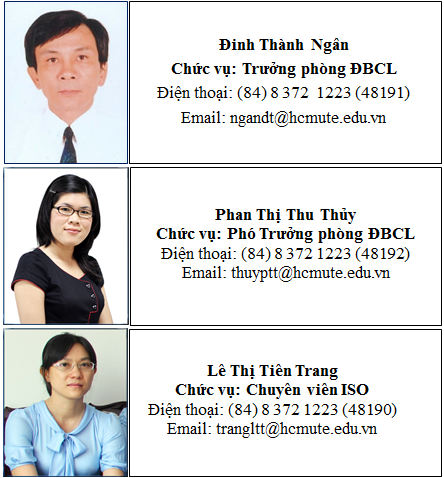 Đinh Thành Ngân
Chức vụ: Trưởng phòng ĐBCL
Điện thoại: (84) 8 372 1223 (48191)
Email: ngandt@hcmute.edu.vn
Phan Thị Thu Thủy
Chức vụ: Phó Trưởng phòng ĐBCL
Điện thoại: (84) 8 372 1223 (48192)
Email: thuyptt@hcmute.edu.vn
Lê Thị Tiên Trang
Chức vụ: Chuyên viên ISO
Điện thoại: (84) 8 372 1223 (48190)
Email: trangltt@hcmute.edu.vn